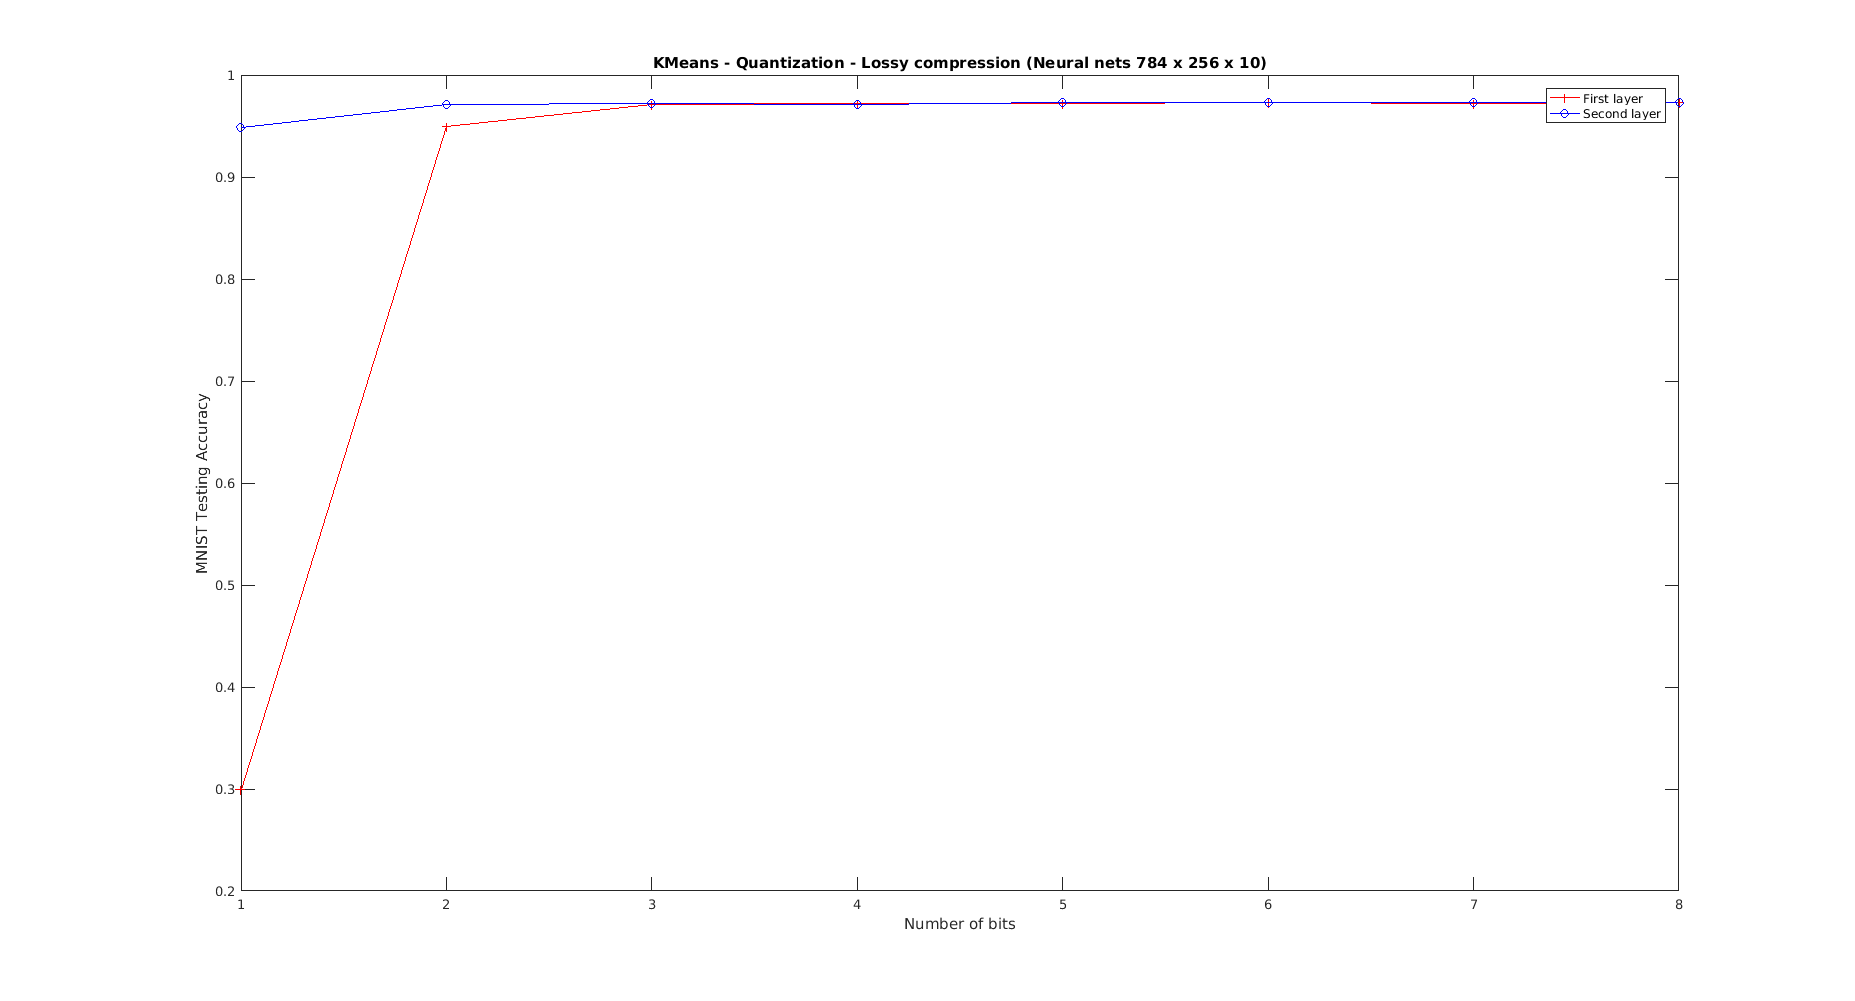 KMeans - Quantization - Lossy compression (Neural nets 784 x 256 x 10)
1
0.9
0.8
0.7
0.6
0.5
0.4
0.3
0.2
MNIST Testing Accuracy
First layer
Second layer
1 2 3 4 5 6 7 8
Number of bits